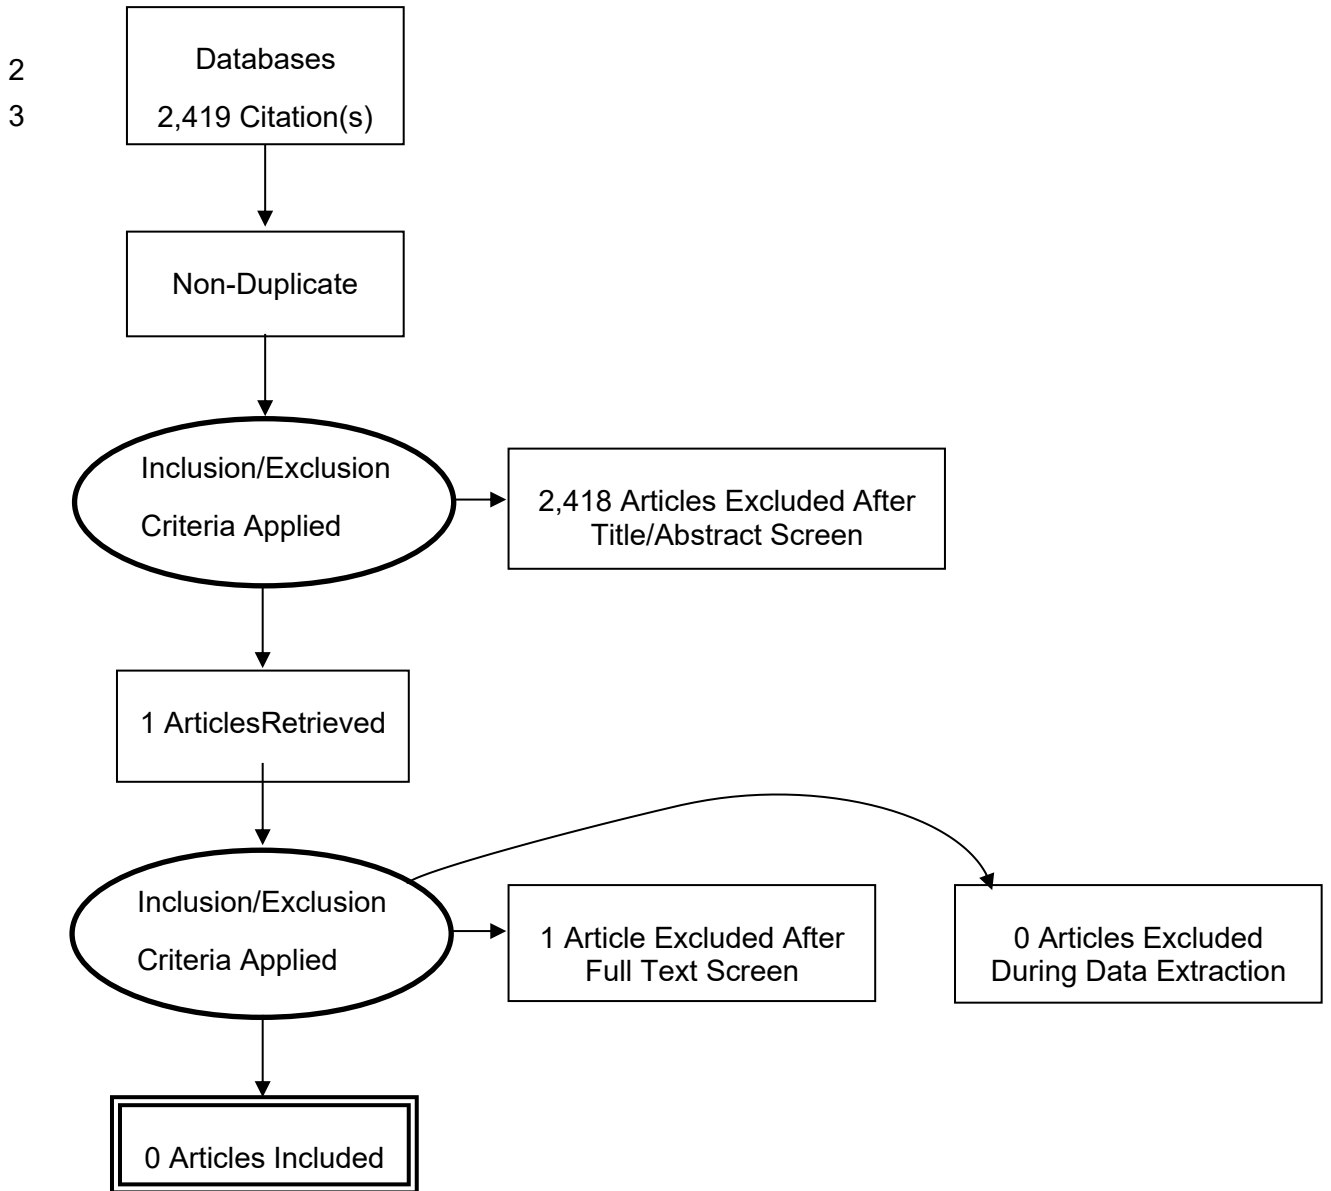 2
3
Databases
2,419 Citation(s)
Non-Duplicate
Inclusion/Exclusion
Criteria Applied
2,418 Articles Excluded After
Title/Abstract Screen
1 ArticlesRetrieved
Inclusion/Exclusion
Criteria Applied
1 Article Excluded After
Full Text Screen
0 Articles Excluded
During Data Extraction
0 Articles Included